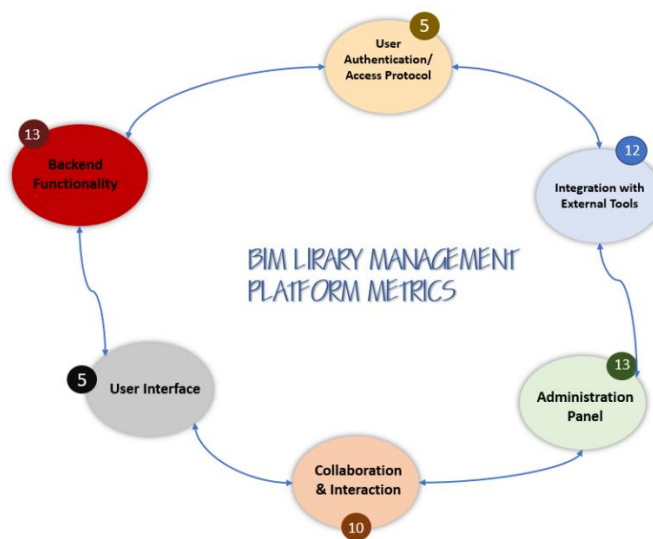 5
User
Authentication/
Access Protocol
13
Backend
Functionality
12
Integration with
External Tools
BIM LIRARY MANAGEMENT
PLATFORM METRICS
5
User Interface
13
Administration
Panel
Collaboration
& Interaction
10